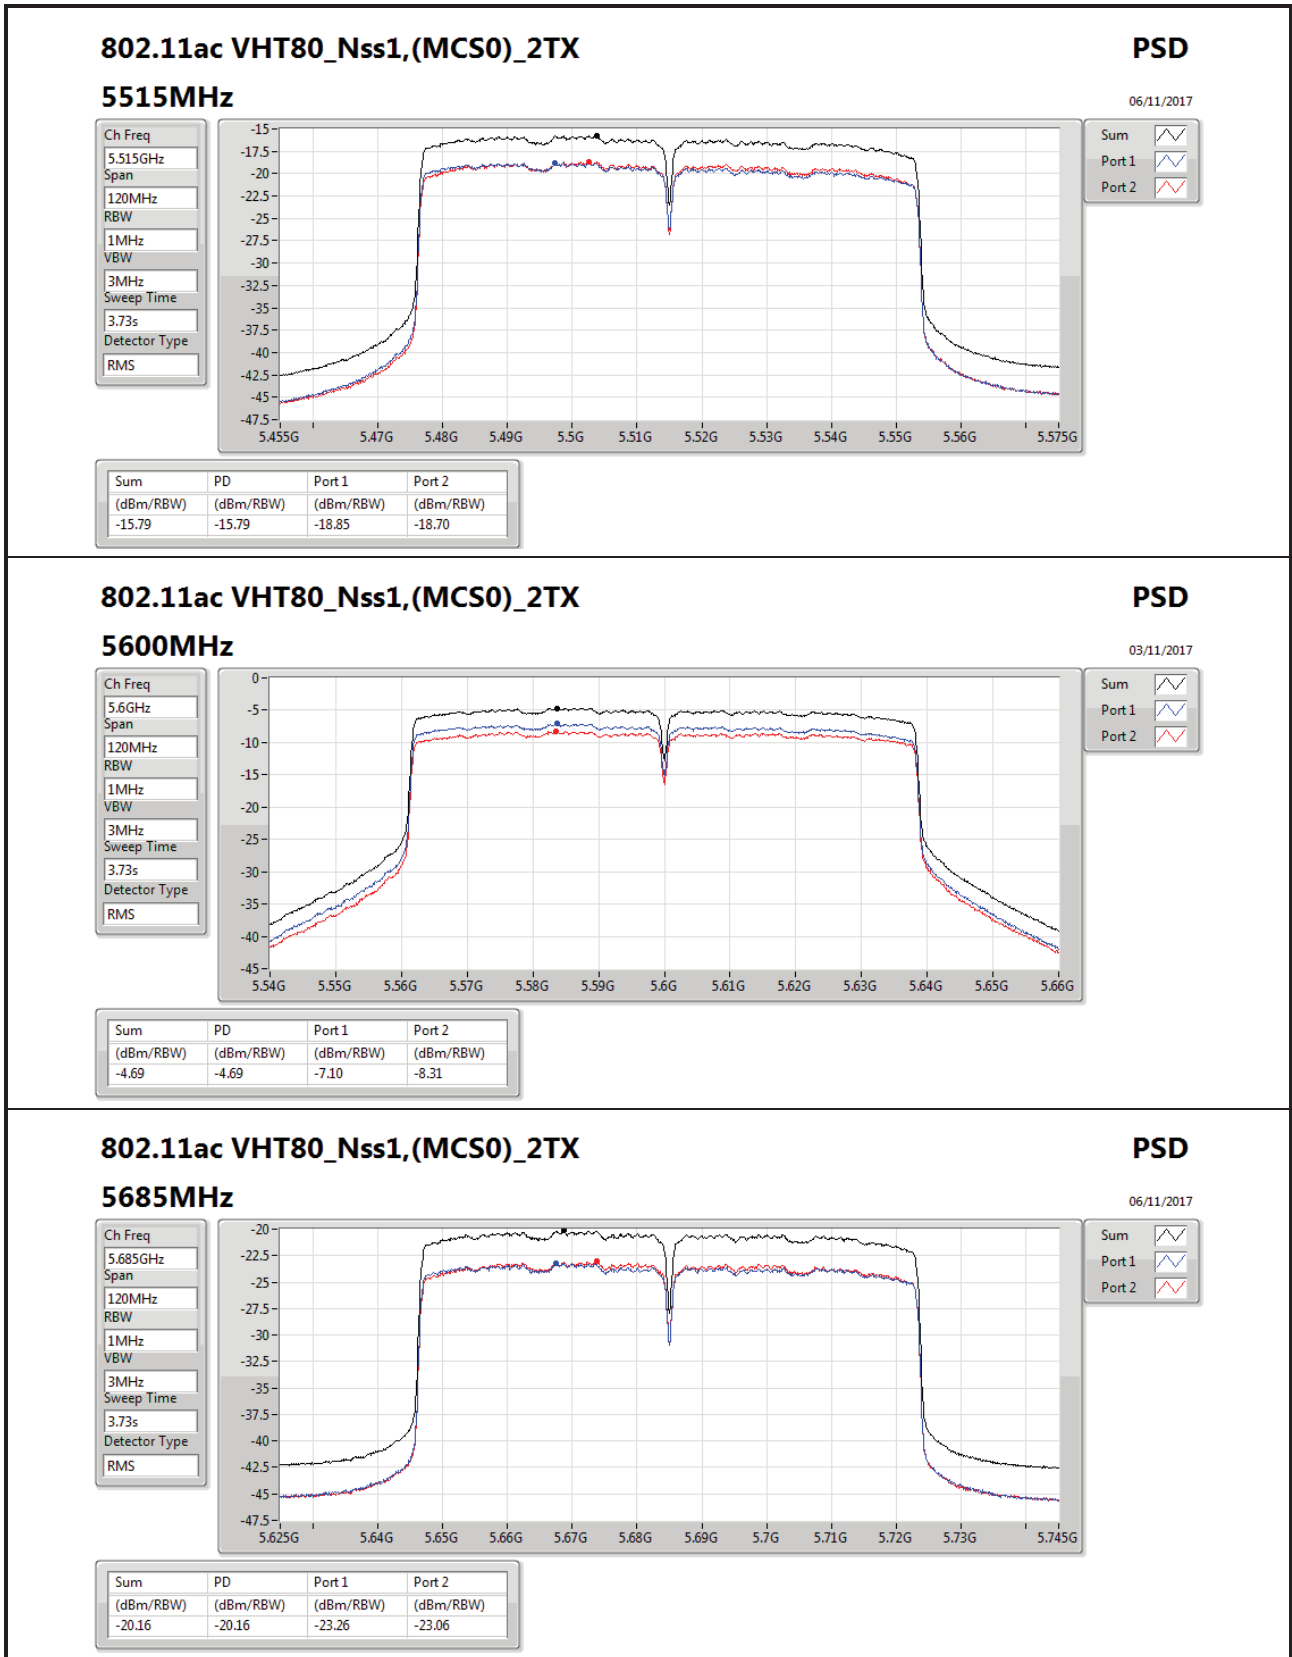 802.11ac VHT80_Nss1,(MCS0)_2TX PSD
5515MHz 06/11/2017
Ch Freq
5.515GHz
Span
120MHz
RBW
1MHz
VBW
3MHz
Sweep Time
3.73s
Detector Type
RMS
-15
-17.5
-20
-22.5
-25
-27.5
-30
-32.5
-35
-37.5
-40
-42.5
-45
-47.5
5.455G 5.47G 5.48G 5.49G 5.5G 5.51G 5.52G 5.53G 5.54G 5.55G 5.56G 5.575G
Sum
Port 1
Port 2
Sum PD Port 1 Port 2
(dBm/RBW) (dBm/RBW) (dBm/RBW) (dBm/RBW)
-15.79 -15.79 -18.85 -18.70
802.11ac VHT80_Nss1,(MCS0)_2TX PSD
5600MHz 03/11/2017
Ch Freq
5.6GHz
Span
120MHz
RBW
1MHz
VBW
3MHz
Sweep Time
3.73s
Detector Type
RMS
0
-5
-10
-15
-20
-25
-30
-35
-40
-45
5.54G 5.55G 5.56G 5.57G 5.58G 5.59G 5.6G 5.61G 5.62G 5.63G 5.64G 5.65G 5.66G
Sum
Port 1
Port 2
Sum PD Port 1 Port 2
(dBm/RBW) (dBm/RBW) (dBm/RBW) (dBm/RBW)
-4.69 -4.69 -7.10 -8.31
802.11ac VHT80_Nss1,(MCS0)_2TX PSD
5685MHz 06/11/2017
Ch Freq
5.685GHz
Span
120MHz
RBW
1MHz
VBW
3MHz
Sweep Time
3.73s
Detector Type
RMS
-20
-22.5
-25
-27.5
-30
-32.5
-35
-37.5
-40
-42.5
-45
-47.5
5.625G 5.64G 5.65G 5.66G 5.67G 5.68G 5.69G 5.7G 5.71G 5.72G 5.73G 5.745G
Sum
Port 1
Port 2
Sum PD Port 1 Port 2
(dBm/RBW) (dBm/RBW) (dBm/RBW) (dBm/RBW)
-20.16 -20.16 -23.26 -23.06